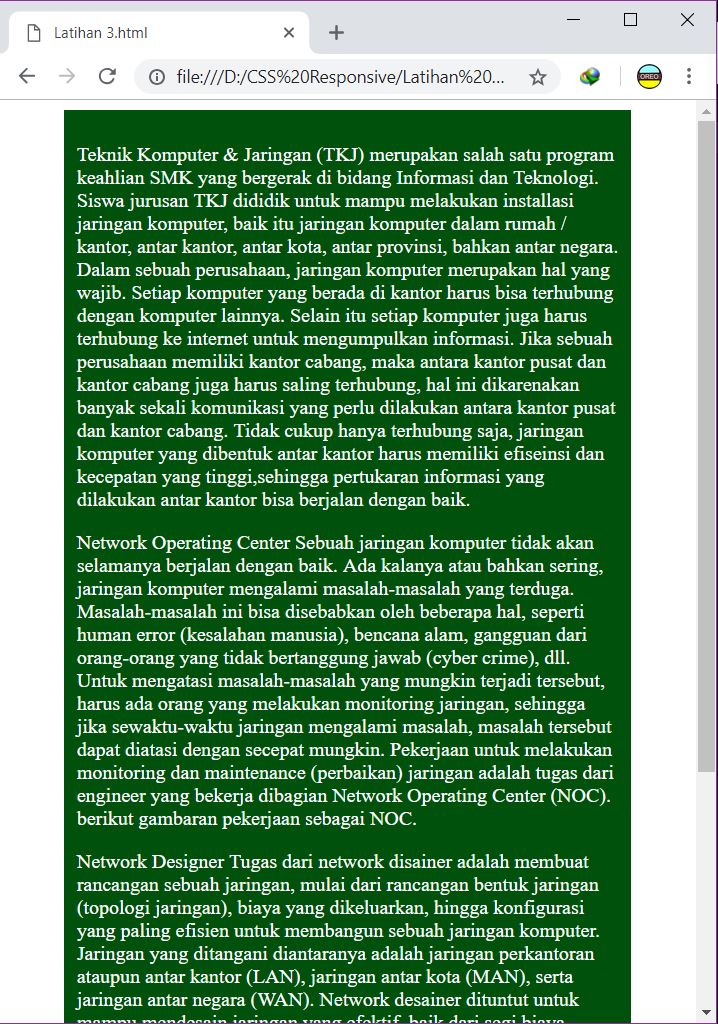 Latihan 3.html
file:///D:/CSS%20Responsive/Latihan%20...
OREO
Teknik Komputer & Jaringan (TKJ) merupakan salah satu program
keahlian SMK yang bergerak di bidang Informasi dan Teknologi.
Siswa jurusan TKJ dididik untuk mampu melakukan installasi
jaringan komputer, baik itu jaringan komputer dalam rumah /
kantor, antar kantor, antar kota, antar provinsi, bahkan antar negara.
Dalam sebuah perusahaan, jaringan komputer merupakan hal yang
wajib. Setiap komputer yang berada di kantor harus bisa terhubung
dengan komputer lainnya. Selain itu setiap komputer juga harus
terhubung ke internet untuk mengumpulkan informasi. Jika sebuah
perusahaan memiliki kantor cabang, maka antara kantor pusat dan
kantor cabang juga harus saling terhubung, hal ini dikarenakan
banyak sekali komunikasi yang perlu dilakukan antara kantor pusat
dan kantor cabang. Tidak cukup hanya terhubung saja, jaringan
komputer yang dibentuk antar kantor harus memiliki efiseinsi dan
kecepatan yang tinggi,sehingga pertukaran informasi yang
dilakukan antar kantor bisa berjalan dengan baik.
Network Operating Center Sebuah jaringan komputer tidak akan
selamanya berjalan dengan baik. Ada kalanya atau bahkan sering,
jaringan komputer mengalami masalah-masalah yang terduga.
Masalah-masalah ini bisa disebabkan oleh beberapa hal, seperti
human error (kesalahan manusia), bencana alam, gangguan dari
orang-orang yang tidak bertanggung jawab (cyber crime), dll.
Untuk mengatasi masalah-masalah yang mungkin terjadi tersebut,
harus ada orang yang melakukan monitoring jaringan, sehingga
jika sewaktu-waktu jaringan mengalami masalah, masalah tersebut
dapat diatasi dengan secepat mungkin. Pekerjaan untuk melakukan
monitoring dan maintenance (perbaikan) jaringan adalah tugas dari
engineer yang bekerja dibagian Network Operating Center (NOC).
berikut gambaran pekerjaan sebagai NOC.
Network Designer Tugas dari network disainer adalah membuat
rancangan sebuah jaringan, mulai dari rancangan bentuk jaringan
(topologi jaringan), biaya yang dikeluarkan, hingga konfigurasi
yang paling efisien untuk membangun sebuah jaringan komputer.
Jaringan yang ditangani diantaranya adalah jaringan perkantoran
ataupun antar kantor (LAN), jaringan antar kota (MAN), serta
jaringan antar negara (WAN). Network desainer dituntut untuk
mampu mendesain jaringan yang efektif, baik dari segi biaya